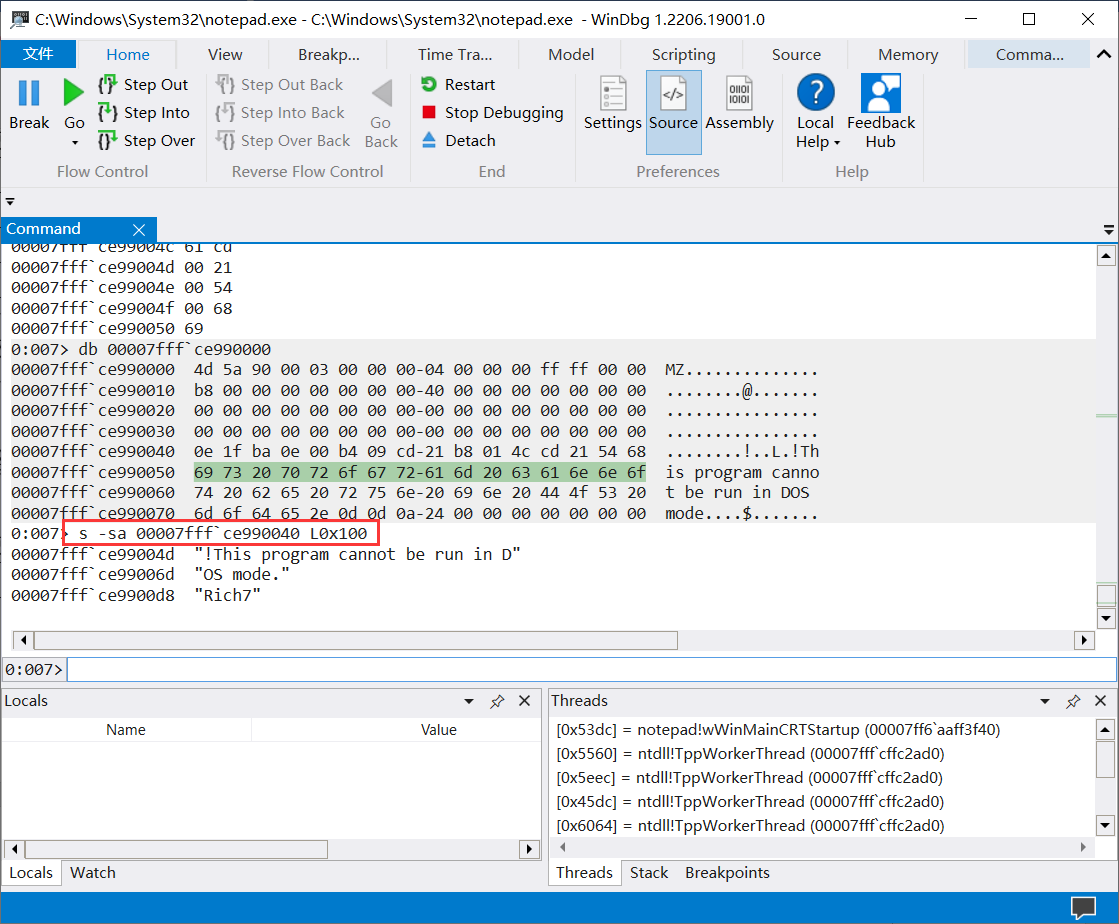 C:\Windows\System32\notepad.exe - C:\Windows\System32\notepad.exe - WinDbg 1.2206.19001.0
文件 Home View Breakp... Time Tra... Model Scripting Source Memory Comma...
Break
Go
Step Out
Step Into
Step Over
Flow Control
Step Out Back
Step Into Back
Step Over Back
Go
Back
Reverse Flow Control
Restart
Stop Debugging
Detach
End
Settings
Source
Assembly
Preferences
Local
Help
Feedback
Hub
Help
Command
00007fff`ce99004c 61 cd
00007fff`ce99004d 00 21
00007fff`ce99004e 00 54
00007fff`ce99004f 00 68
00007fff`ce990050 69
0:007> db 00007fff`ce990000
00007fff`ce990000  4d 5a 90 00 03 00 00 00-04 00 00 00 ff ff 00 00  MZ..............
00007fff`ce990010  b8 00 00 00 00 00 00 00-40 00 00 00 00 00 00 00  ........@.......
00007fff`ce990020  00 00 00 00 00 00 00 00-00 00 00 00 00 00 00 00  ................
00007fff`ce990030  00 00 00 00 00 00 00 00-00 00 00 00 00 00 00 00  ................
00007fff`ce990040  0e 1f ba 0e 00 b4 09 cd-21 b8 01 4c cd 21 54 68  ........!..L.!Th
00007fff`ce990050  69 73 20 70 72 6f 67 72-61 6d 20 63 61 6e 6e 6f  is program canno
00007fff`ce990060  74 20 62 65 20 72 75 6e-20 69 6e 20 44 4f 53 20  t be run in DOS
00007fff`ce990070  6d 6f 64 65 2e 0d 0d 0a-24 00 00 00 00 00 00 00  mode....$.......
0:007> s -sa 00007fff`ce990040 L0x100
00007fff`ce99004d  "!This program cannot be run in D"
00007fff`ce99006d  "OS mode."
00007fff`ce9900d8  "Rich7"
0:007>
Locals
Name Value
Locals Watch
Threads
[0x53dc] = notepad!wWinMainCRTStartup (00007ff6`aaff3f40)
[0x5560] = ntdll!TppWorkerThread (00007fff`cffc2ad0)
[0x5eec] = ntdll!TppWorkerThread (00007fff`cffc2ad0)
[0x45dc] = ntdll!TppWorkerThread (00007fff`cffc2ad0)
[0x6064] = ntdll!TppWorkerThread (00007fff`cffc2ad0)
Threads Stack Breakpoints